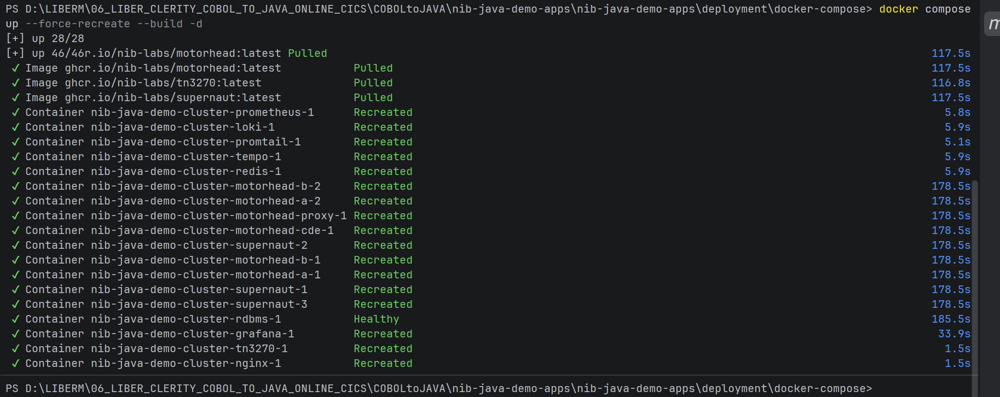 PS D:\LIBERM\06_LIBER_CLERITY_COBOL_TO_JAVA_ONLINE_CICS\COBOLtoJAVA\nib-java-demo-apps\nib-java-demo-apps\deployment\docker-compose> docker compose
up --force-recreate --build -d
[+] up 28/28
[+] up 46/46r.io/nib-labs/motorhead:latest Pulled 117.5s
✓ Image ghcr.io/nib-labs/motorhead:latest Pulled 117.5s
✓ Image ghcr.io/nib-labs/tn3270:latest Pulled 116.8s
✓ Image ghcr.io/nib-labs/supernaut:latest Pulled 117.5s
✓ Container nib-java-demo-cluster-prometheus-1 Recreated 5.8s
✓ Container nib-java-demo-cluster-loki-1 Recreated 5.9s
✓ Container nib-java-demo-cluster-promtail-1 Recreated 5.1s
✓ Container nib-java-demo-cluster-tempo-1 Recreated 5.9s
✓ Container nib-java-demo-cluster-redis-1 Recreated 5.9s
✓ Container nib-java-demo-cluster-motorhead-b-2 Recreated 178.5s
✓ Container nib-java-demo-cluster-motorhead-a-2 Recreated 178.5s
✓ Container nib-java-demo-cluster-motorhead-proxy-1 Recreated 178.5s
✓ Container nib-java-demo-cluster-motorhead-cde-1 Recreated 178.5s
✓ Container nib-java-demo-cluster-supernaut-2 Recreated 178.5s
✓ Container nib-java-demo-cluster-motorhead-b-1 Recreated 178.5s
✓ Container nib-java-demo-cluster-motorhead-a-1 Recreated 178.5s
✓ Container nib-java-demo-cluster-supernaut-1 Recreated 178.5s
✓ Container nib-java-demo-cluster-supernaut-3 Recreated 178.5s
✓ Container nib-java-demo-cluster-rdbms-1 Healthy 185.5s
✓ Container nib-java-demo-cluster-grafana-1 Recreated 33.9s
✓ Container nib-java-demo-cluster-tn3270-1 Recreated 1.5s
✓ Container nib-java-demo-cluster-nginx-1 Recreated 1.5s
PS D:\LIBERM\06_LIBER_CLERITY_COBOL_TO_JAVA_ONLINE_CICS\COBOLtoJAVA\nib-java-demo-apps\nib-java-demo-apps\deployment\docker-compose>